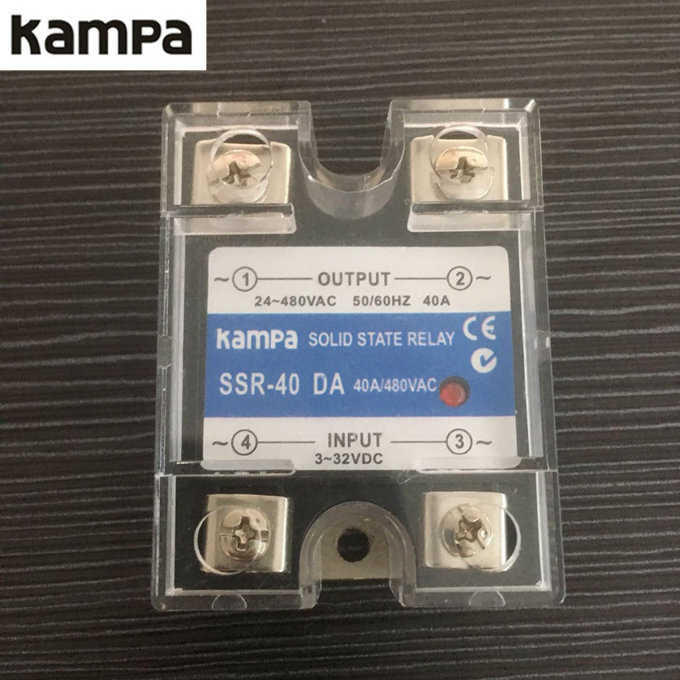 Kampa
~① OUTPUT ②~
24~480VAC 50/60HZ 40A
Kampa SOLID STATE RELAY CE
SSR-40 DA 40A/480VAC
~④ INPUT ③~
3~32VDC